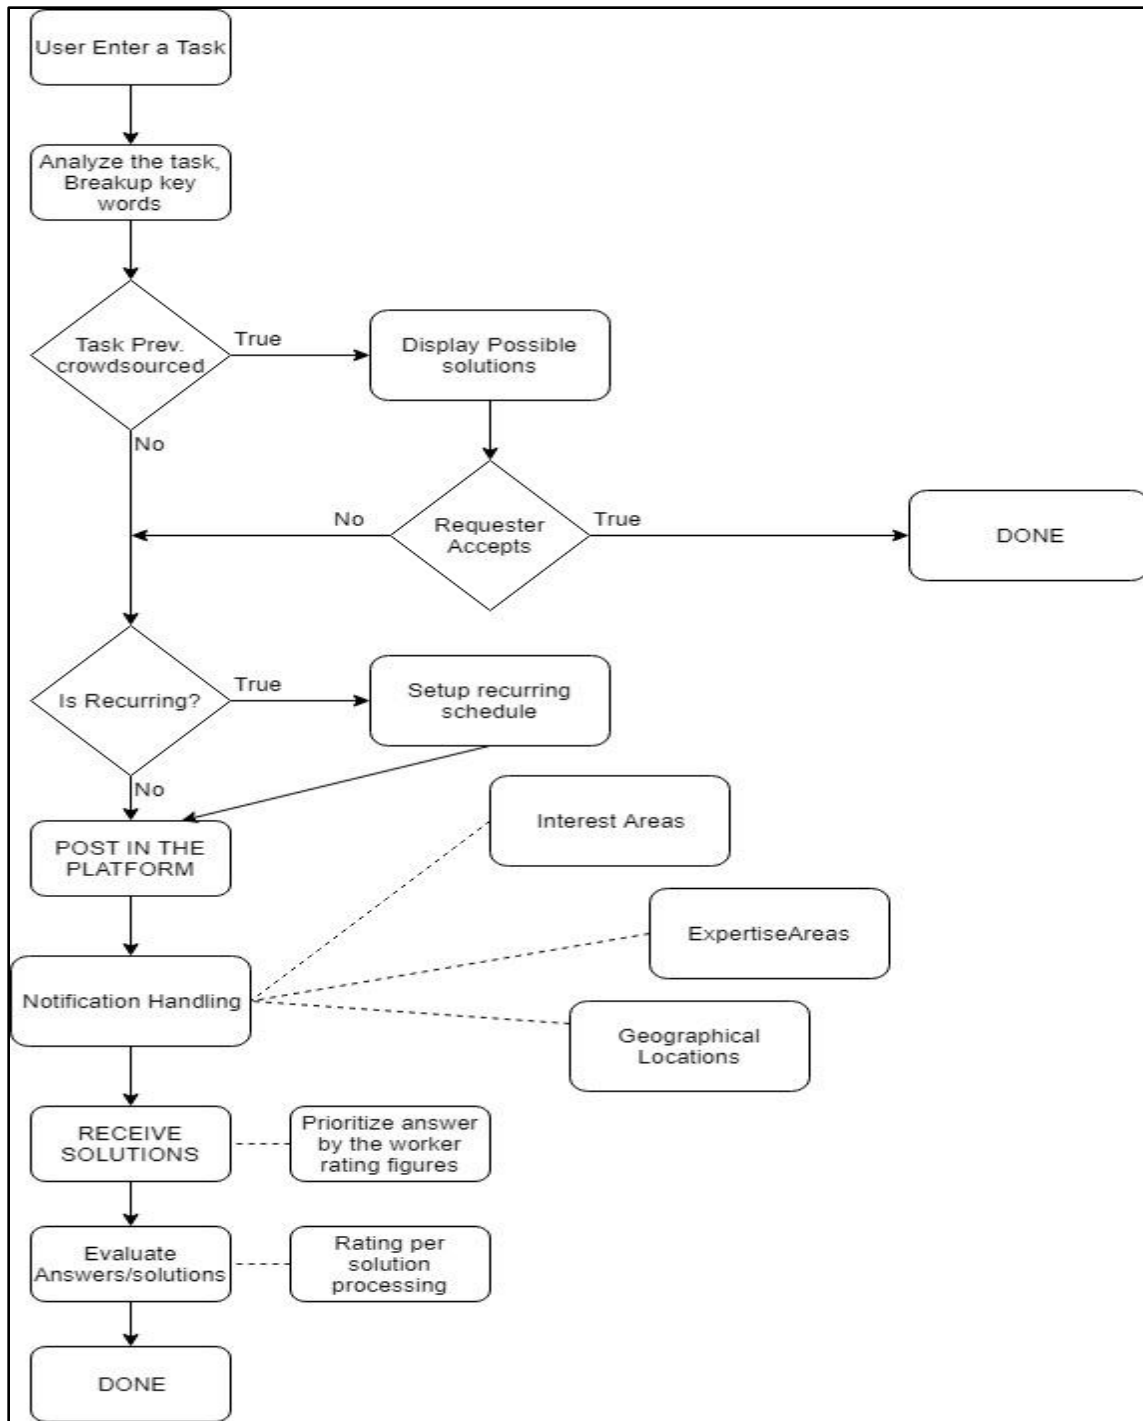 User Enter a Task
Analyze the task,
Breakup key
words
Task Prev.
crowdsourced
True
Display Possible
solutions
No
No
Requester
Accepts
True
DONE
Is Recurring?
True
Setup recurring
schedule
No
POST IN THE
PLATFORM
Interest Areas
ExpertiseAreas
Notification Handling
Geographical
Locations
RECEIVE
SOLUTIONS
Prioritize answer
by the worker
rating figures
Evaluate
Answers/solutions
Rating per
solution
processing
DONE